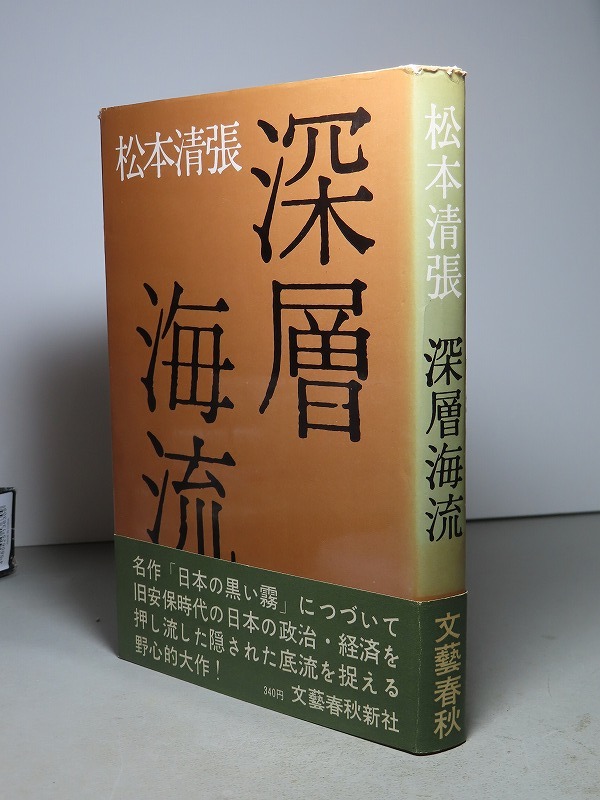 松本清張
深層
海流
名作「日本の黒い霧」につづいて
旧安保時代の日本の政治・経済を
押し流した隠された底流を捉える
野心的大作!
340円 文藝春秋新社
松本清張 深層海流
文藝春秋